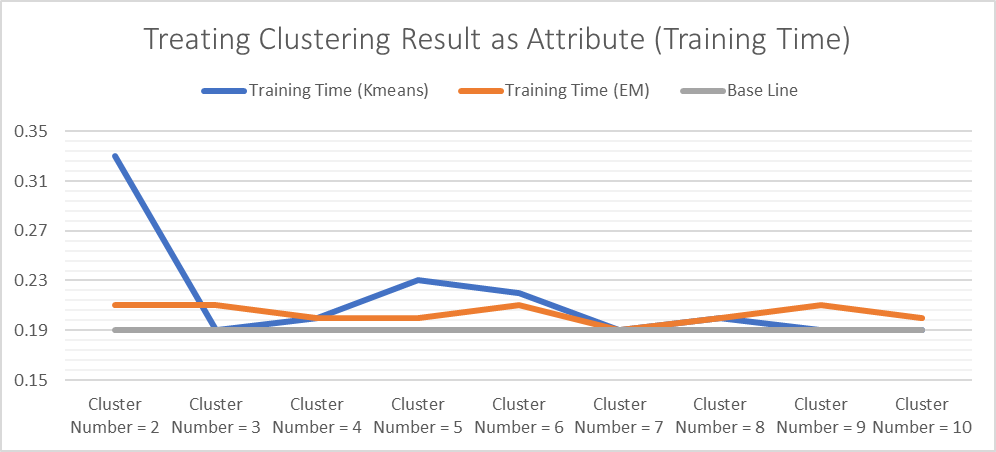 Treating Clustering Result as Attribute (Training Time)
Training Time (Kmeans) Training Time (EM) Base Line
0.35
0.31
0.27
0.23
0.19
0.15
Cluster Number = 2
Cluster Number = 3
Cluster Number = 4
Cluster Number = 5
Cluster Number = 6
Cluster Number = 7
Cluster Number = 8
Cluster Number = 9
Cluster Number = 10